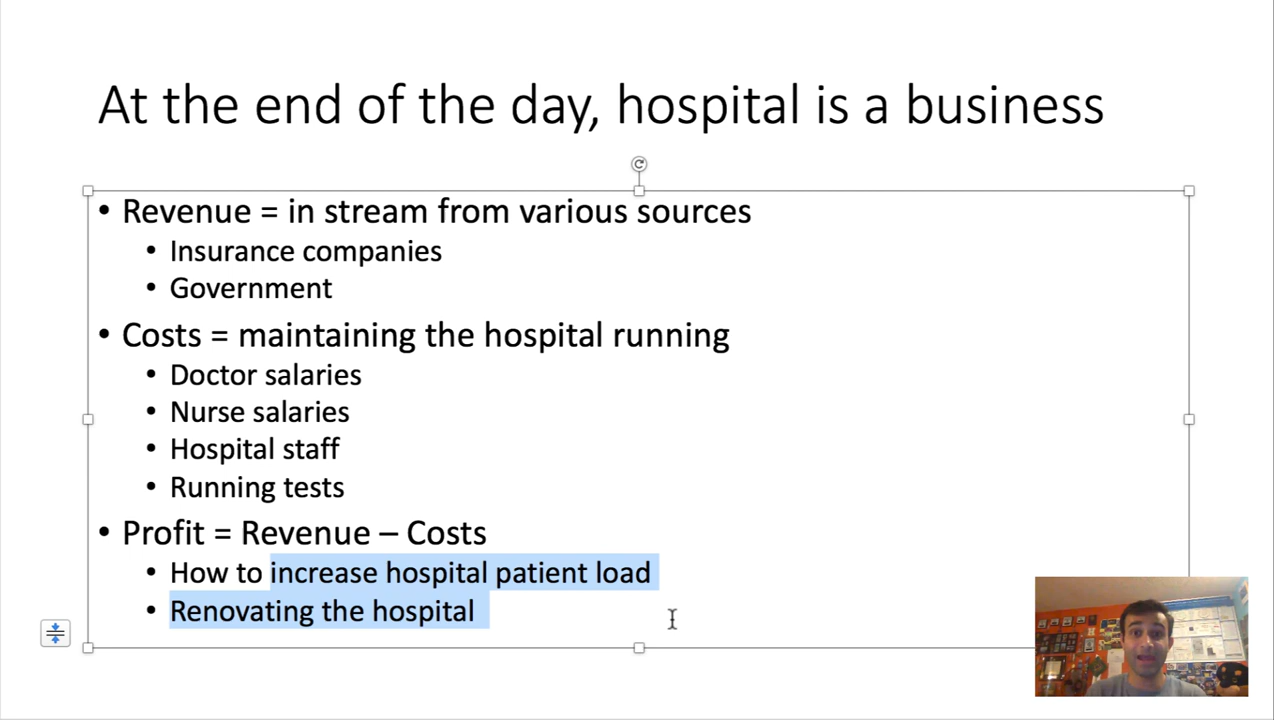 At the end of the day, hospital is a business
• Revenue = in stream from various sources
• Insurance companies
• Government
• Costs = maintaining the hospital running
• Doctor salaries
• Nurse salaries
• Hospital staff
• Running tests
• Profit = Revenue – Costs
• How to increase hospital patient load
• Renovating the hospital